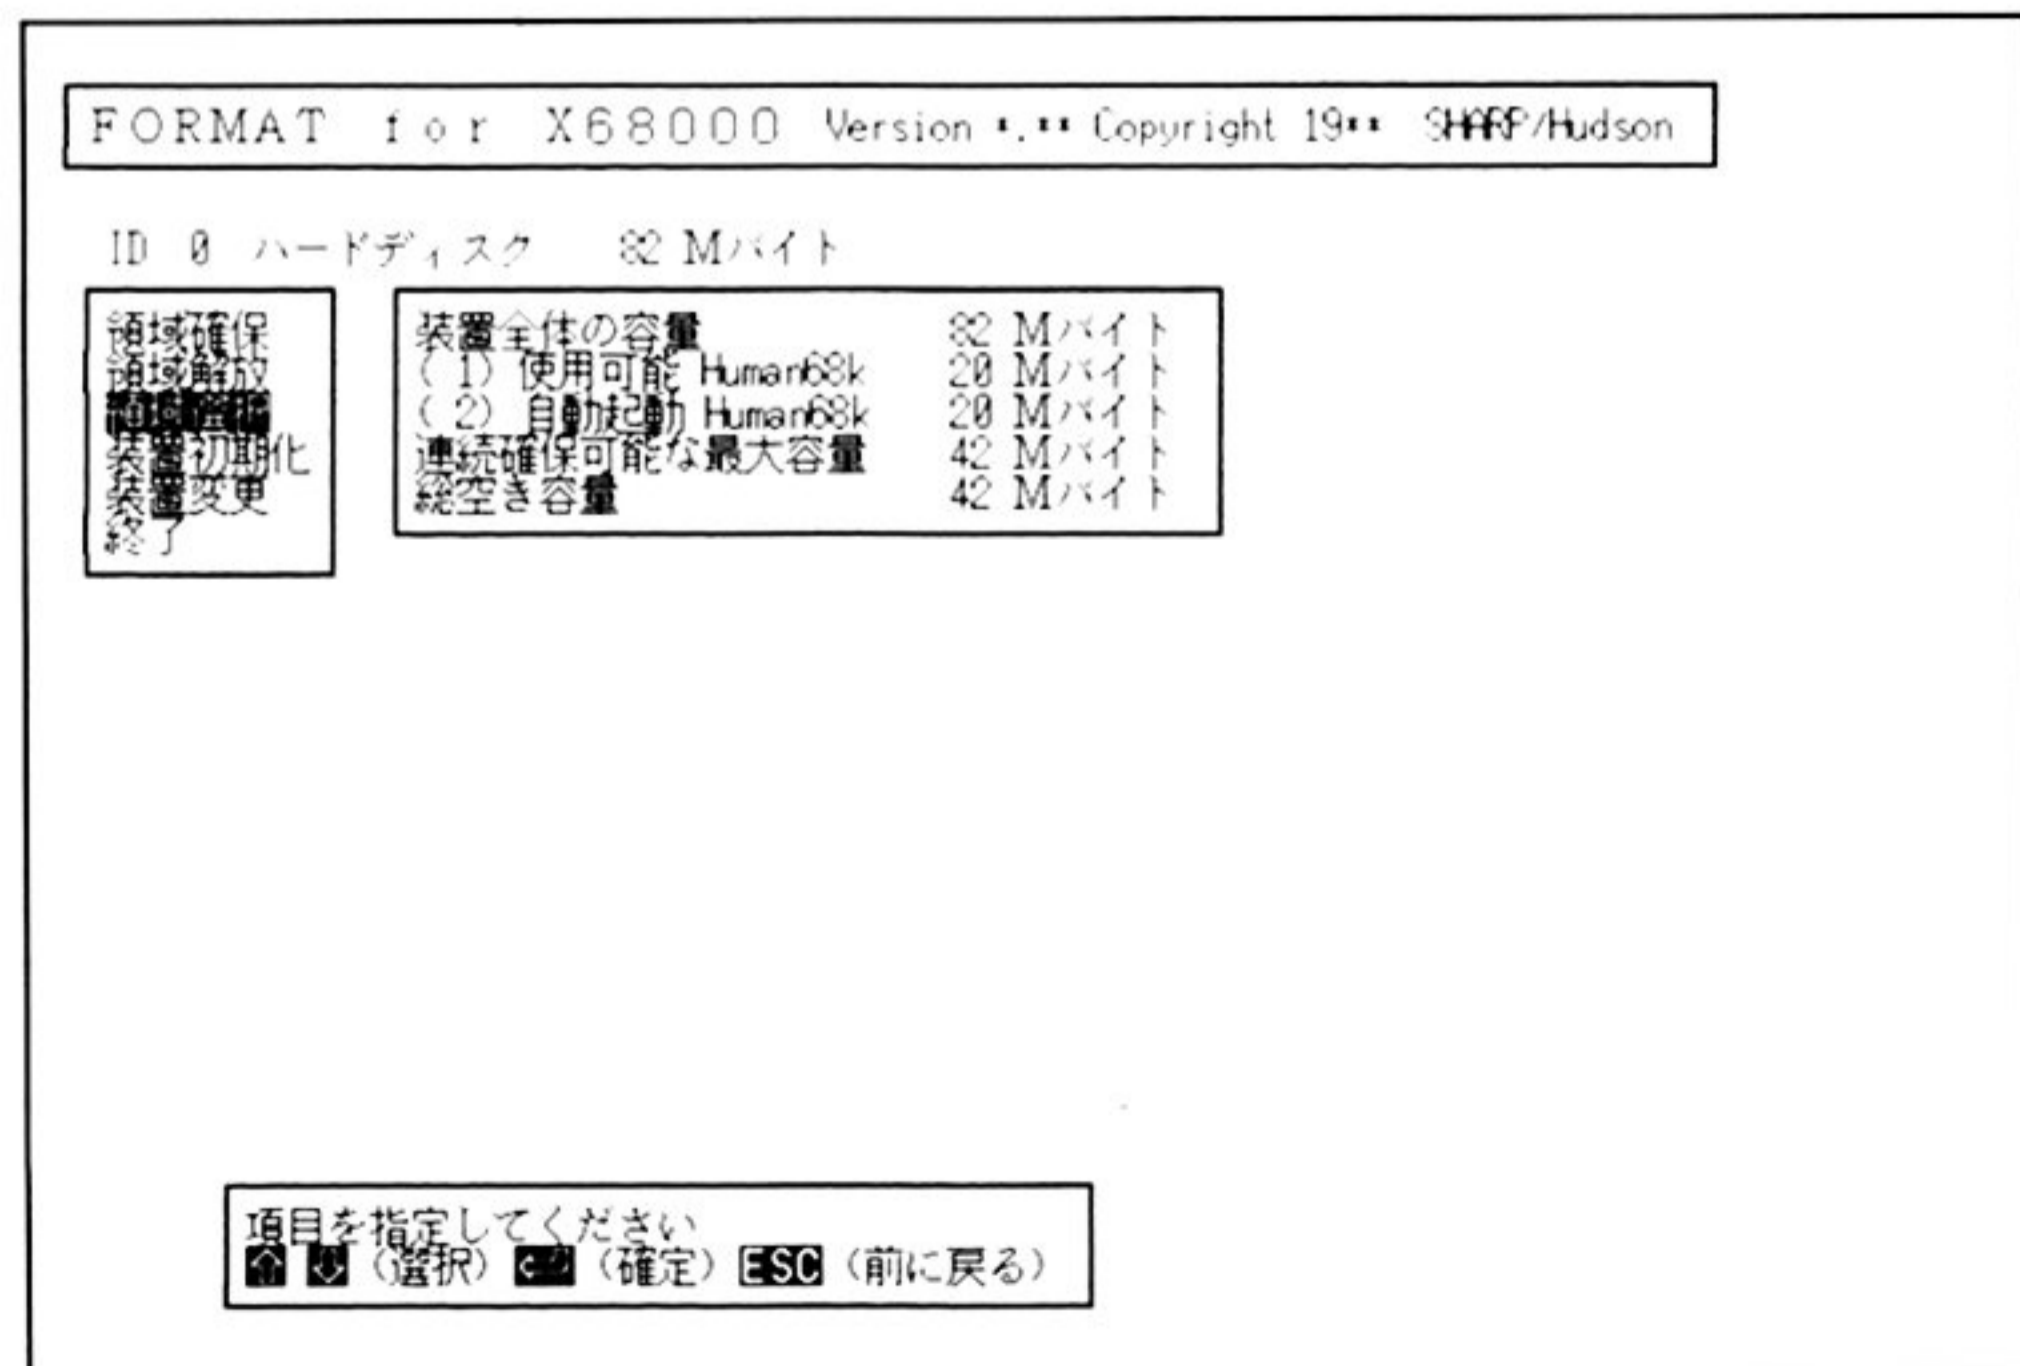 FORMAT for X68000 Version *.** Copyright 19** SHARP/Hudson
ID 0 ハードディスク 82 Mバイト
領域確保
領域解放
領域選択
装置初期化
装置変更
終了
装置全体の容量 82 Mバイト
(1) 使用可能 Human68k 20 Mバイト
(2) 自動起動 Human68k 20 Mバイト
連続確保可能な最大容量 42 Mバイト
総空き容量 42 Mバイト
項目を指定してください
⇧ ⇩ (選択) ↵ (確定) ESC (前に戻る)